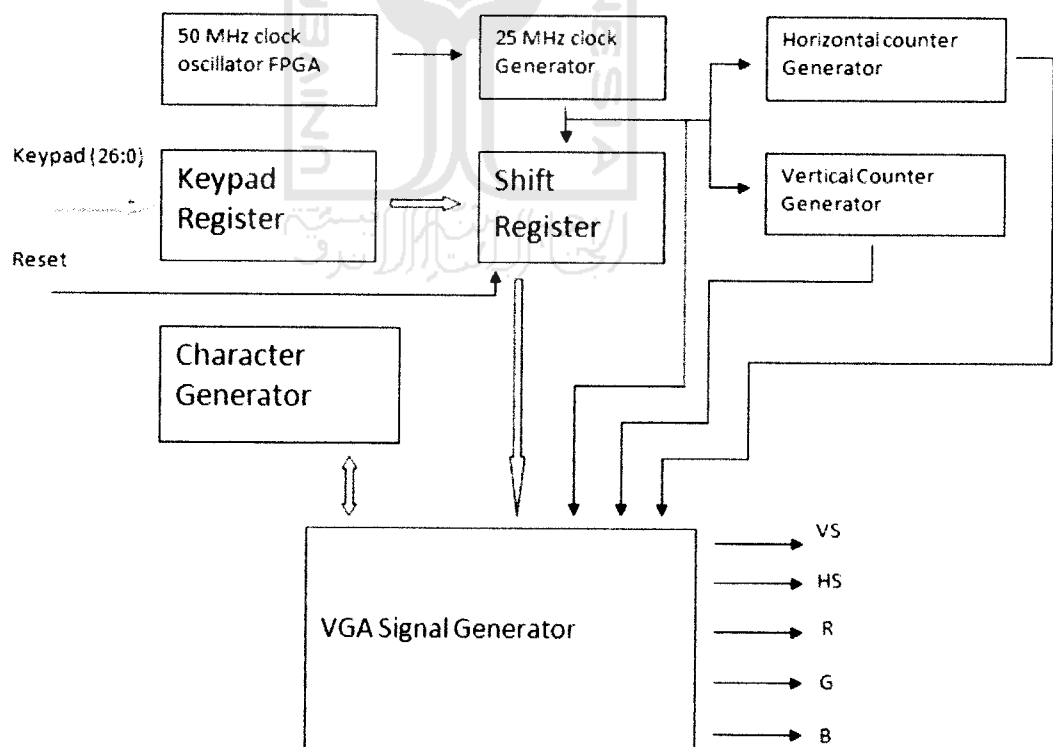 50 MHz clock
oscillator FPGA
25 MHz clock
Generator
Horizontal counter
Generator
Keypad (26:0)
Keypad
Register
Shift
Register
Vertical Counter
Generator
Reset
Character
Generator
VGA Signal Generator
VS
HS
R
G
B